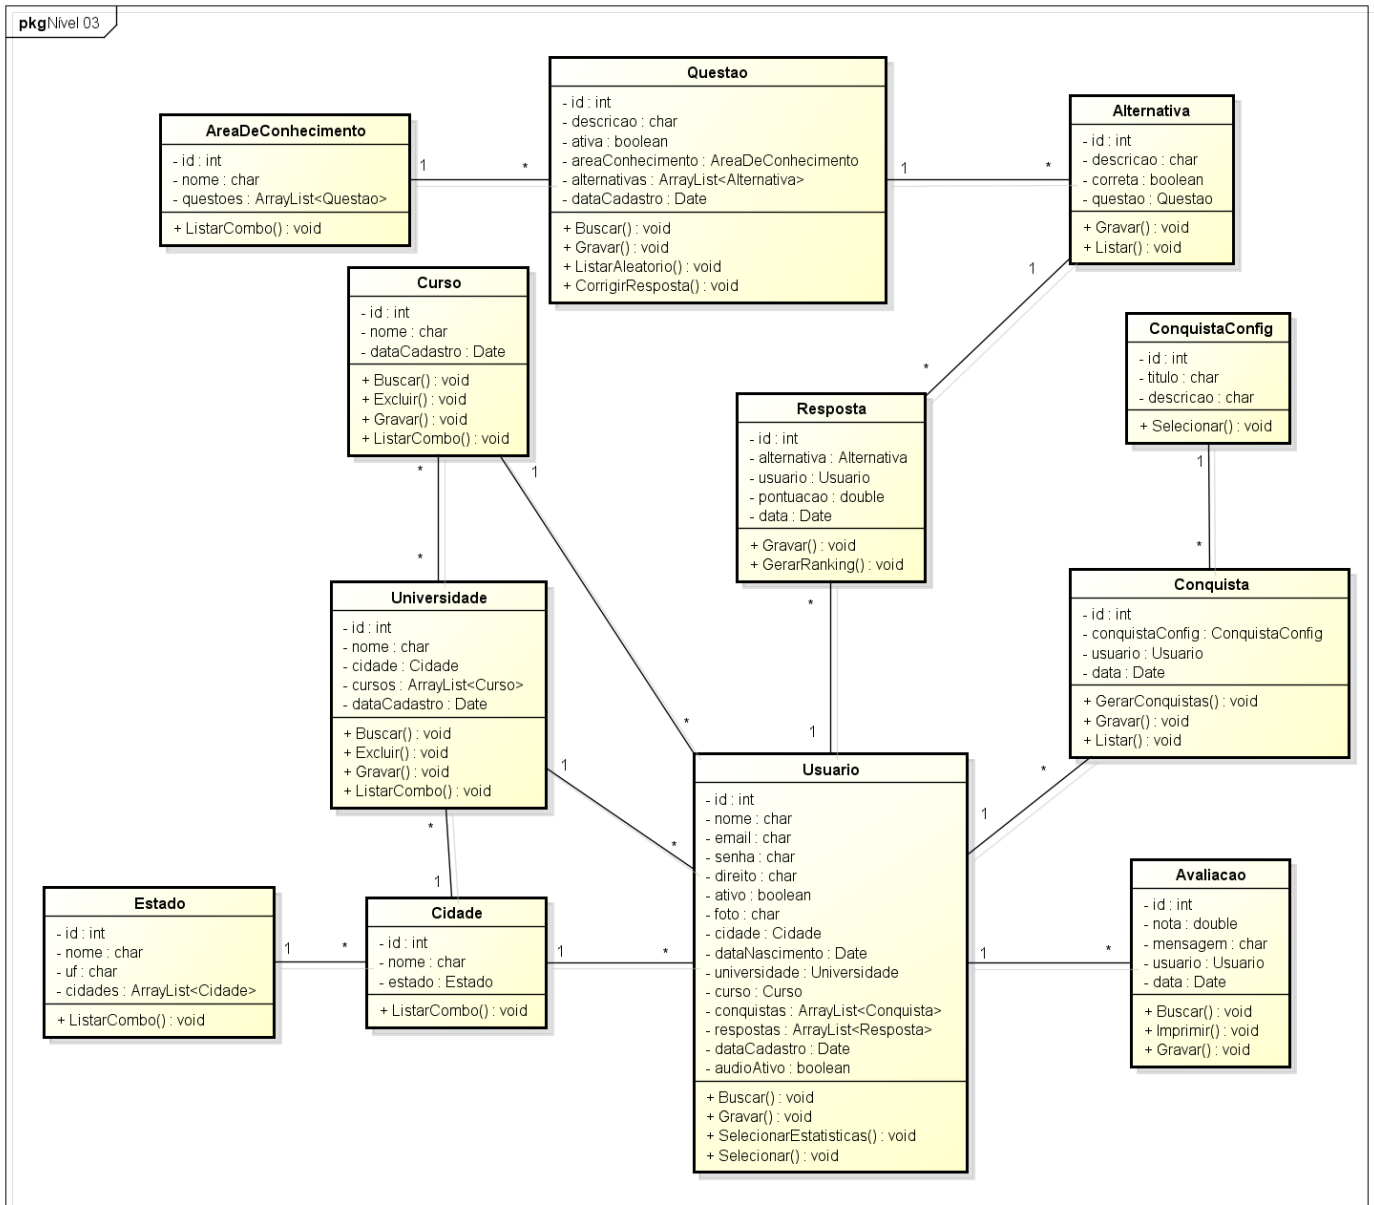 pkg Nível 03
Questao
- id : int
- descricao : char
- ativa : boolean
- areaConhecimento : AreaDeConhecimento
- alternativas : ArrayList<Alternativa>
- dataCadastro : Date
+ Buscar() : void
+ Gravar() : void
+ ListarAleatorio() : void
+ CorrigirResposta() : void
AreaDeConhecimento
- id : int
- nome : char
- questoes : ArrayList<Questao>
+ ListarCombo() : void
1
*
1
*
Alternativa
- id : int
- descricao : char
- correta : boolean
- questao : Questao
+ Gravar() : void
+ Listar() : void
1
*
Curso
- id : int
- nome : char
- dataCadastro : Date
+ Buscar() : void
+ Excluir() : void
+ Gravar() : void
+ ListarCombo() : void
*
*
1
*
ConquistaConfig
- id : int
- titulo : char
- descricao : char
+ Selecionar() : void
1
*
Resposta
- id : int
- alternativa : Alternativa
- usuario : Usuario
- pontuacao : double
- data : Date
+ Gravar() : void
+ GerarRanking() : void
*
1
Conquista
- id : int
- conquistaConfig : ConquistaConfig
- usuario : Usuario
- data : Date
+ GerarConquistas() : void
+ Gravar() : void
+ Listar() : void
*
1
Universidade
- id : int
- nome : char
- cidade : Cidade
- cursos : ArrayList<Curso>
- dataCadastro : Date
+ Buscar() : void
+ Excluir() : void
+ Gravar() : void
+ ListarCombo() : void
1
*
*
1
Usuario
- id : int
- nome : char
- email : char
- senha : char
- direito : char
- ativo : boolean
- foto : char
- cidade : Cidade
- dataNascimento : Date
- universidade : Universidade
- curso : Curso
- conquistas : ArrayList<Conquista>
- respostas : ArrayList<Resposta>
- dataCadastro : Date
- audioAtivo : boolean
+ Buscar() : void
+ Gravar() : void
+ SelecionarEstatisticas() : void
+ Selecionar() : void
Estado
- id : int
- nome : char
- uf : char
- cidades : ArrayList<Cidade>
+ ListarCombo() : void
1
*
Cidade
- id : int
- nome : char
- estado : Estado
+ ListarCombo() : void
1
*
1
*
Avaliacao
- id : int
- nota : double
- mensagem : char
- usuario : Usuario
- data : Date
+ Buscar() : void
+ Imprimir() : void
+ Gravar() : void